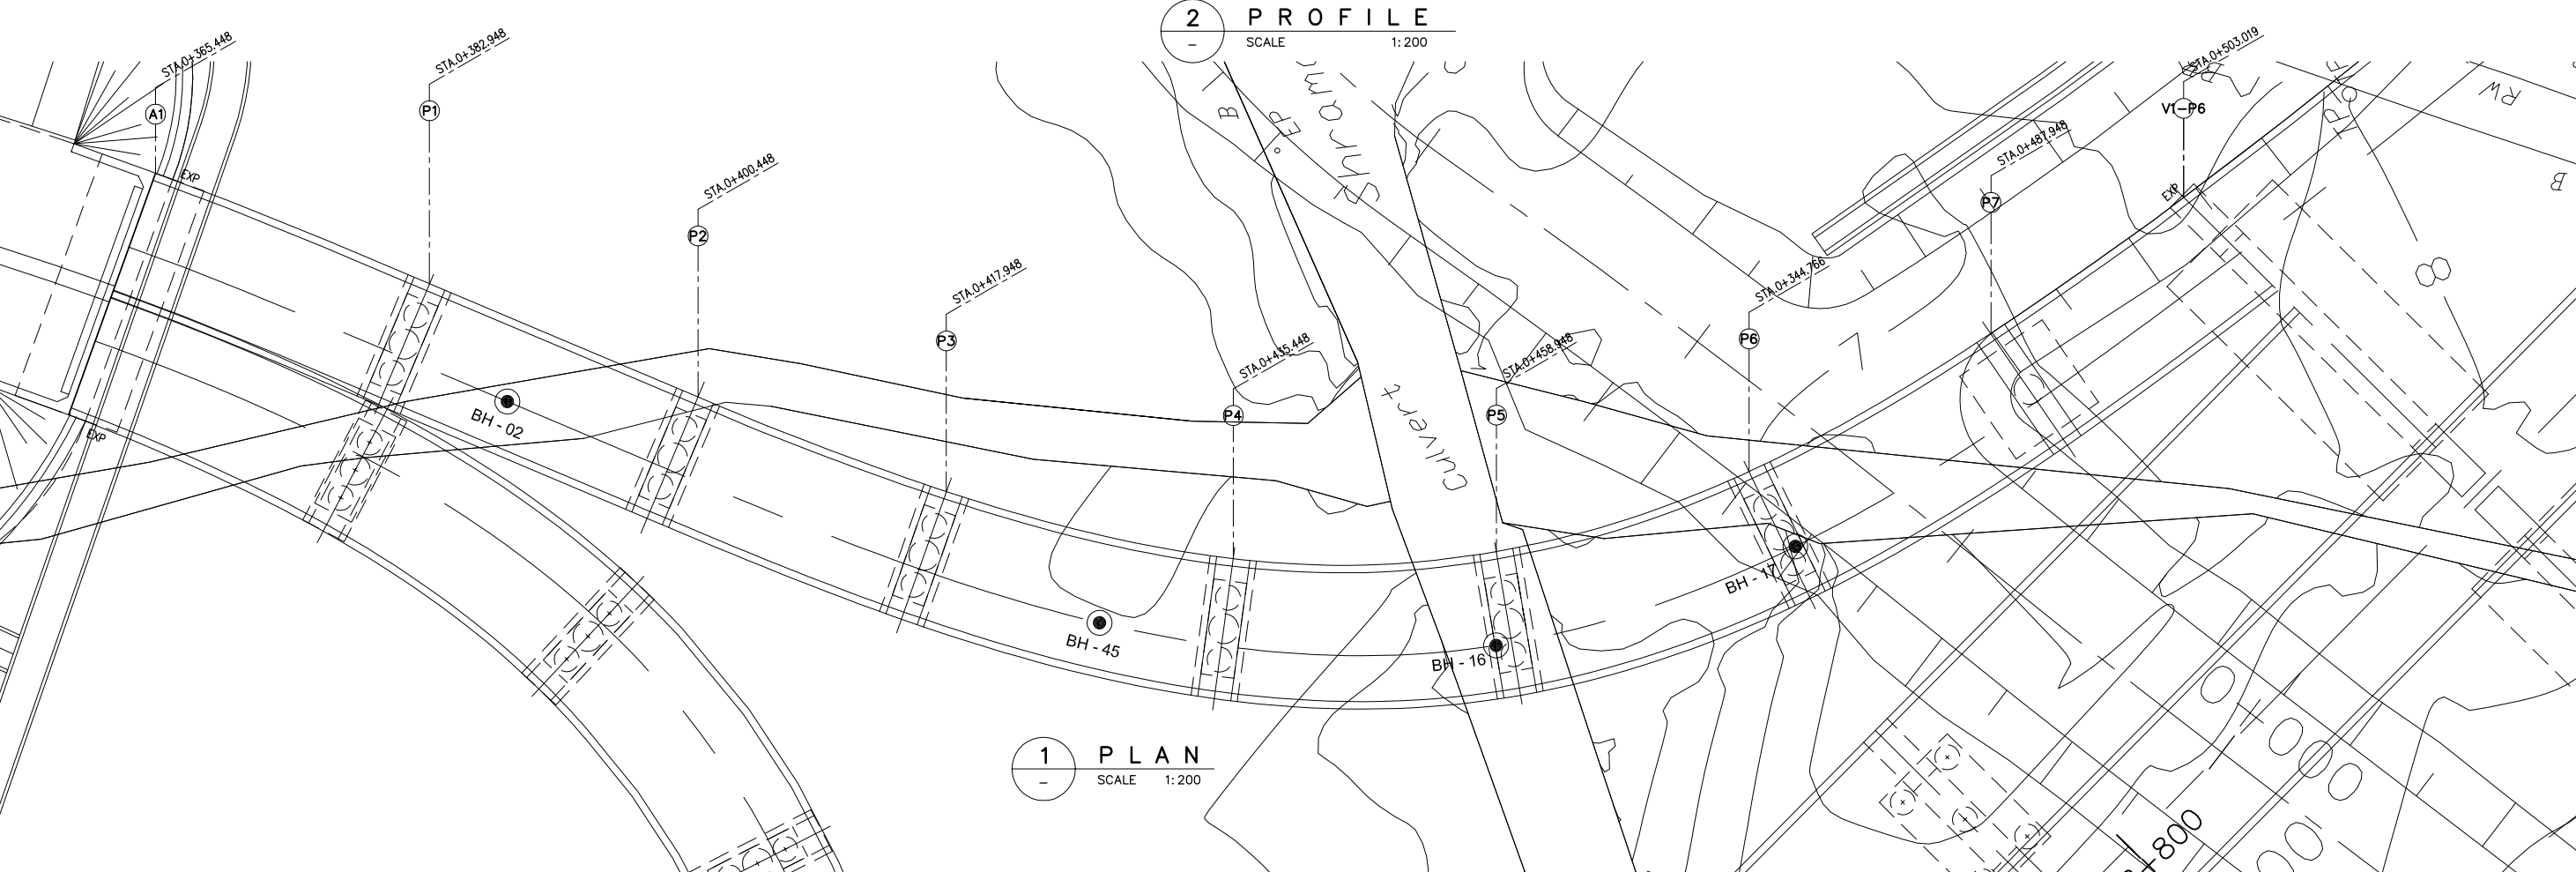 2 PROFILE
- SCALE 1:200
STA.0+365.448
A1
STA.0+382.948
P1
STA.0+400.448
P2
STA.0+417.948
P3
STA.0+435.448
P4
STA.0+458.948
P5
STA.0+344.766
P6
STA.0+487.948
P7
STA.0+503.019
V1-P6
EXP
EXP
EXP
B
EP
Culvert
RW
B
7
8
BH - 02
BH - 45
BH - 16
BH - 17
1 PLAN
- SCALE 1:200